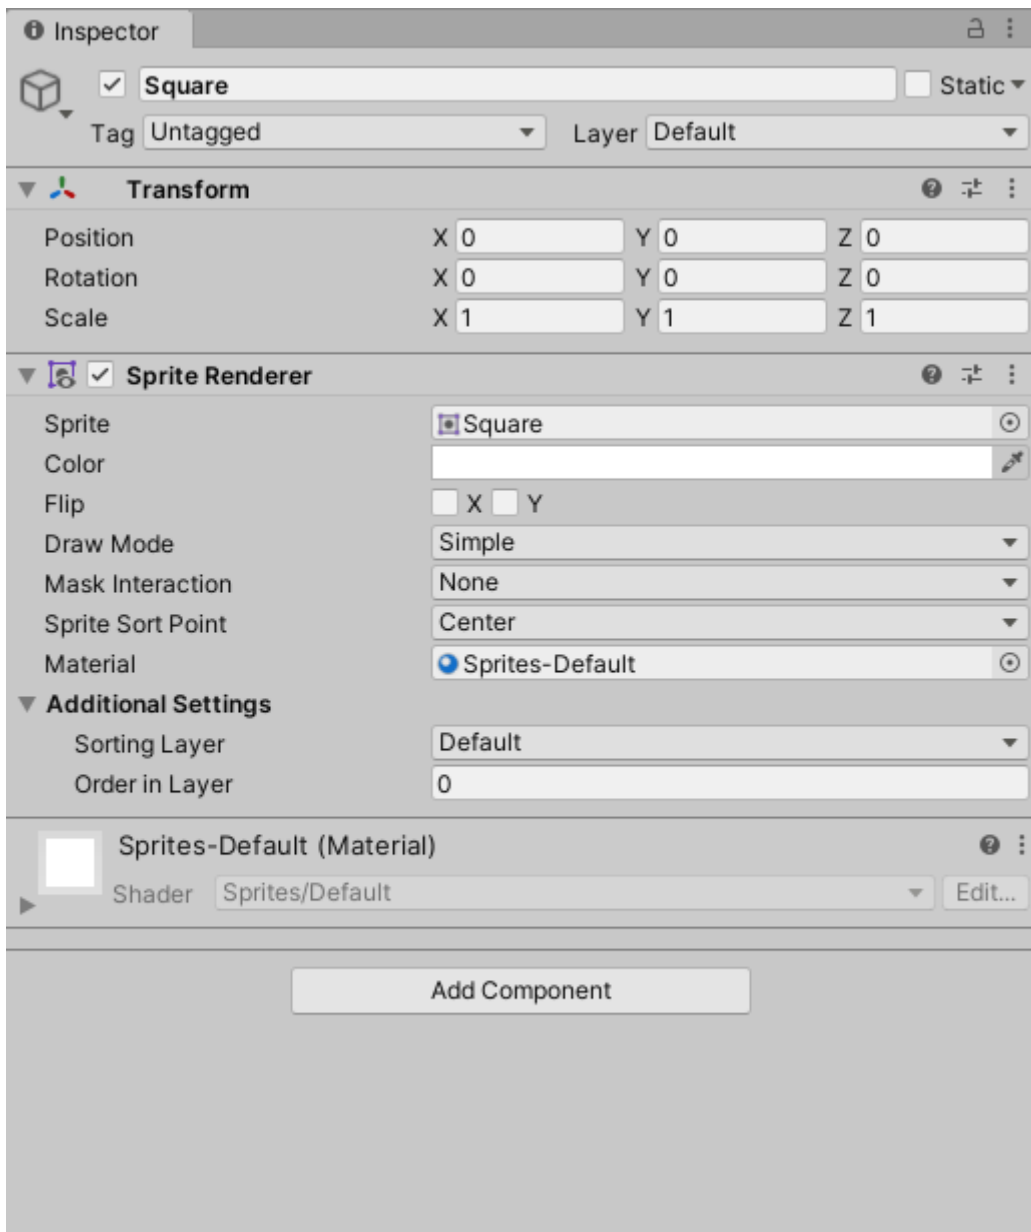 Inspector
Square Static
Tag Untagged Layer Default
Transform
Position X 0 Y 0 Z 0
Rotation X 0 Y 0 Z 0
Scale X 1 Y 1 Z 1
Sprite Renderer
Sprite Square
Color
Flip X Y
Draw Mode Simple
Mask Interaction None
Sprite Sort Point Center
Material Sprites-Default
Additional Settings
Sorting Layer Default
Order in Layer 0
Sprites-Default (Material)
Shader Sprites/Default Edit...
Add Component